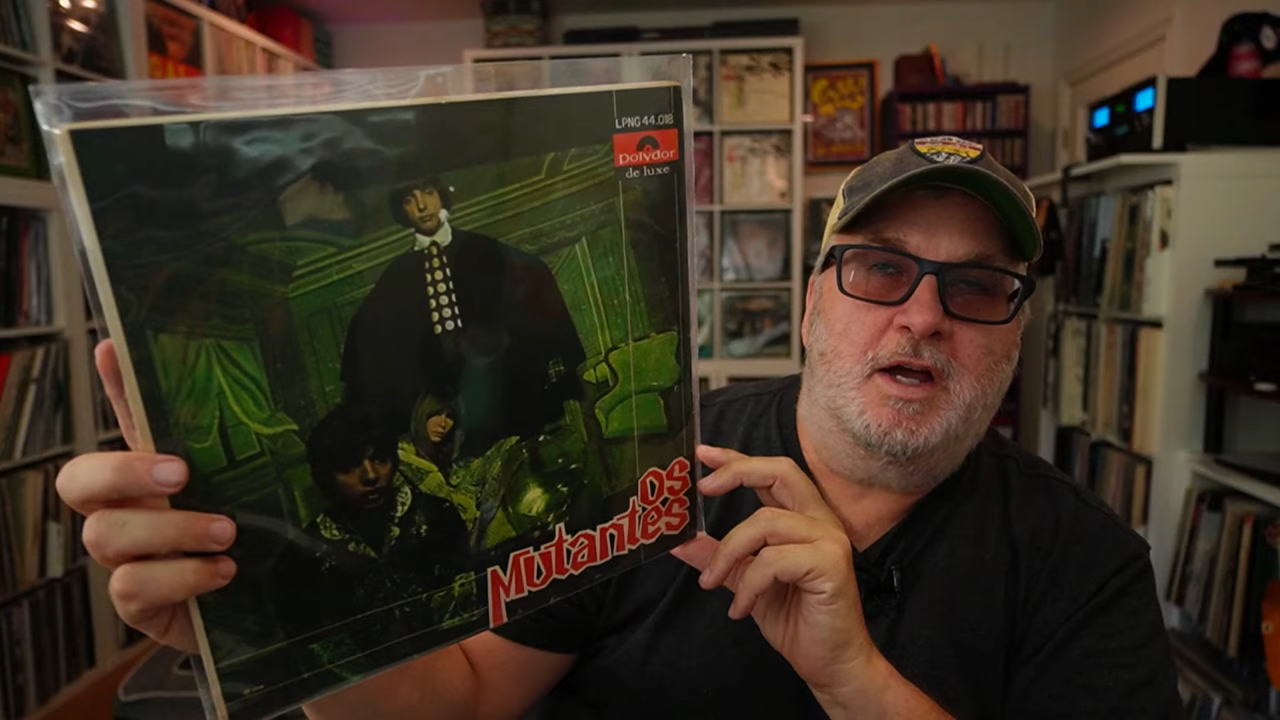 LPNG 44.018
Polydor
de luxe
OS
MUTANTES